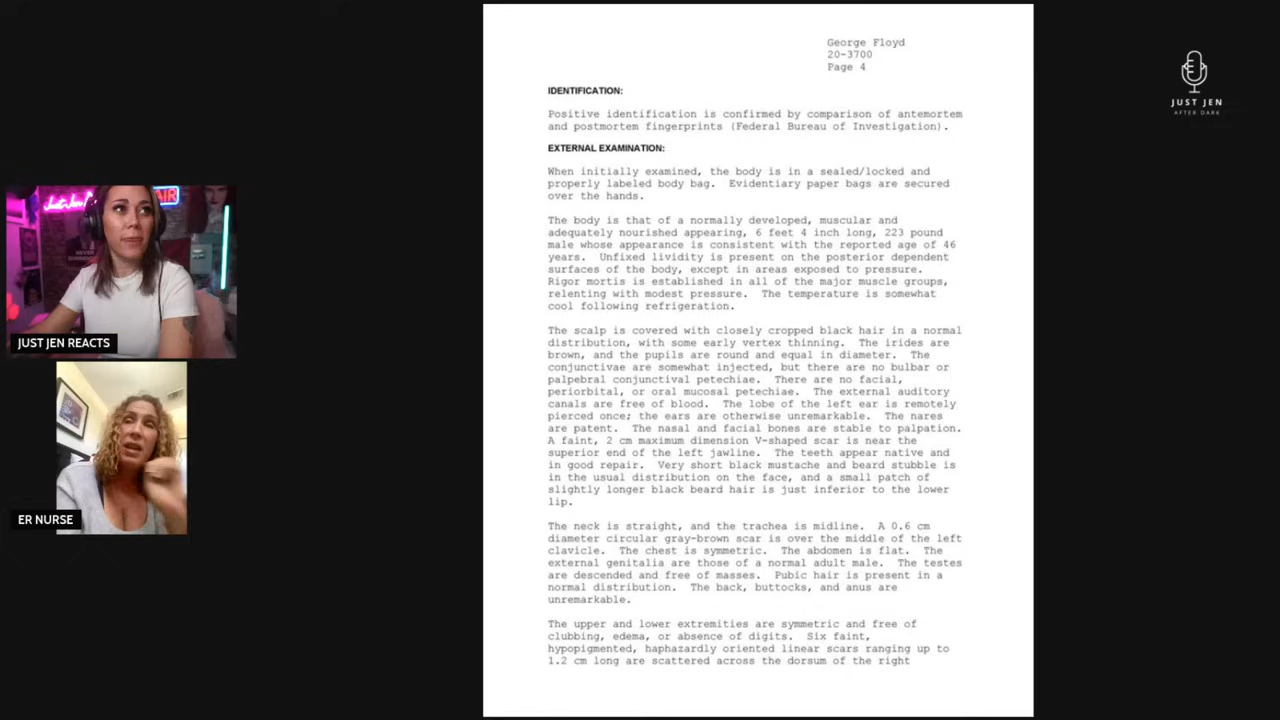 George Floyd
20-3700
Page 4
IDENTIFICATION:
Positive identification is confirmed by comparison of antemortem
and postmortem fingerprints (Federal Bureau of Investigation).
EXTERNAL EXAMINATION:
When initially examined, the body is in a sealed/locked and
properly labeled body bag. Evidentiary paper bags are secured
over the hands.
The body is that of a normally developed, muscular and
adequately nourished appearing, 6 feet 4 inch long, 223 pound
male whose appearance is consistent with the reported age of 46
years. Unfixed lividity is present on the posterior dependent
surfaces of the body, except in areas exposed to pressure.
Rigor mortis is established in all of the major muscle groups,
relenting with modest pressure. The temperature is somewhat
cool following refrigeration.
The scalp is covered with closely cropped black hair in a normal
distribution, with some early vertex thinning. The irides are
brown, and the pupils are round and equal in diameter. The
conjunctivae are somewhat injected, but there are no bulbar or
palpebral conjunctival petechiae. There are no facial,
periorbital, or oral mucosal petechiae. The external auditory
canals are free of blood. The lobe of the left ear is remotely
pierced once; the ears are otherwise unremarkable. The nares
are patent. The nasal and facial bones are stable to palpation.
A faint, 2 cm maximum dimension V-shaped scar is near the
superior end of the left jawline. The teeth appear native and
in good repair. Very short black mustache and beard stubble is
in the usual distribution on the face, and a small patch of
slightly longer black beard hair is just inferior to the lower
lip.
The neck is straight, and the trachea is midline. A 0.6 cm
diameter circular gray-brown scar is over the middle of the left
clavicle. The chest is symmetric. The abdomen is flat. The
external genitalia are those of a normal adult male. The testes
are descended and free of masses. Pubic hair is present in a
normal distribution. The back, buttocks, and anus are
unremarkable.
The upper and lower extremities are symmetric and free of
clubbing, edema, or absence of digits. Six faint,
hypopigmented, haphazardly oriented linear scars ranging up to
1.2 cm long are scattered across the dorsum of the right
JUST JEN
AFTER DARK
Just Jen
AIR
NEVER
JUST JEN REACTS
ER NURSE